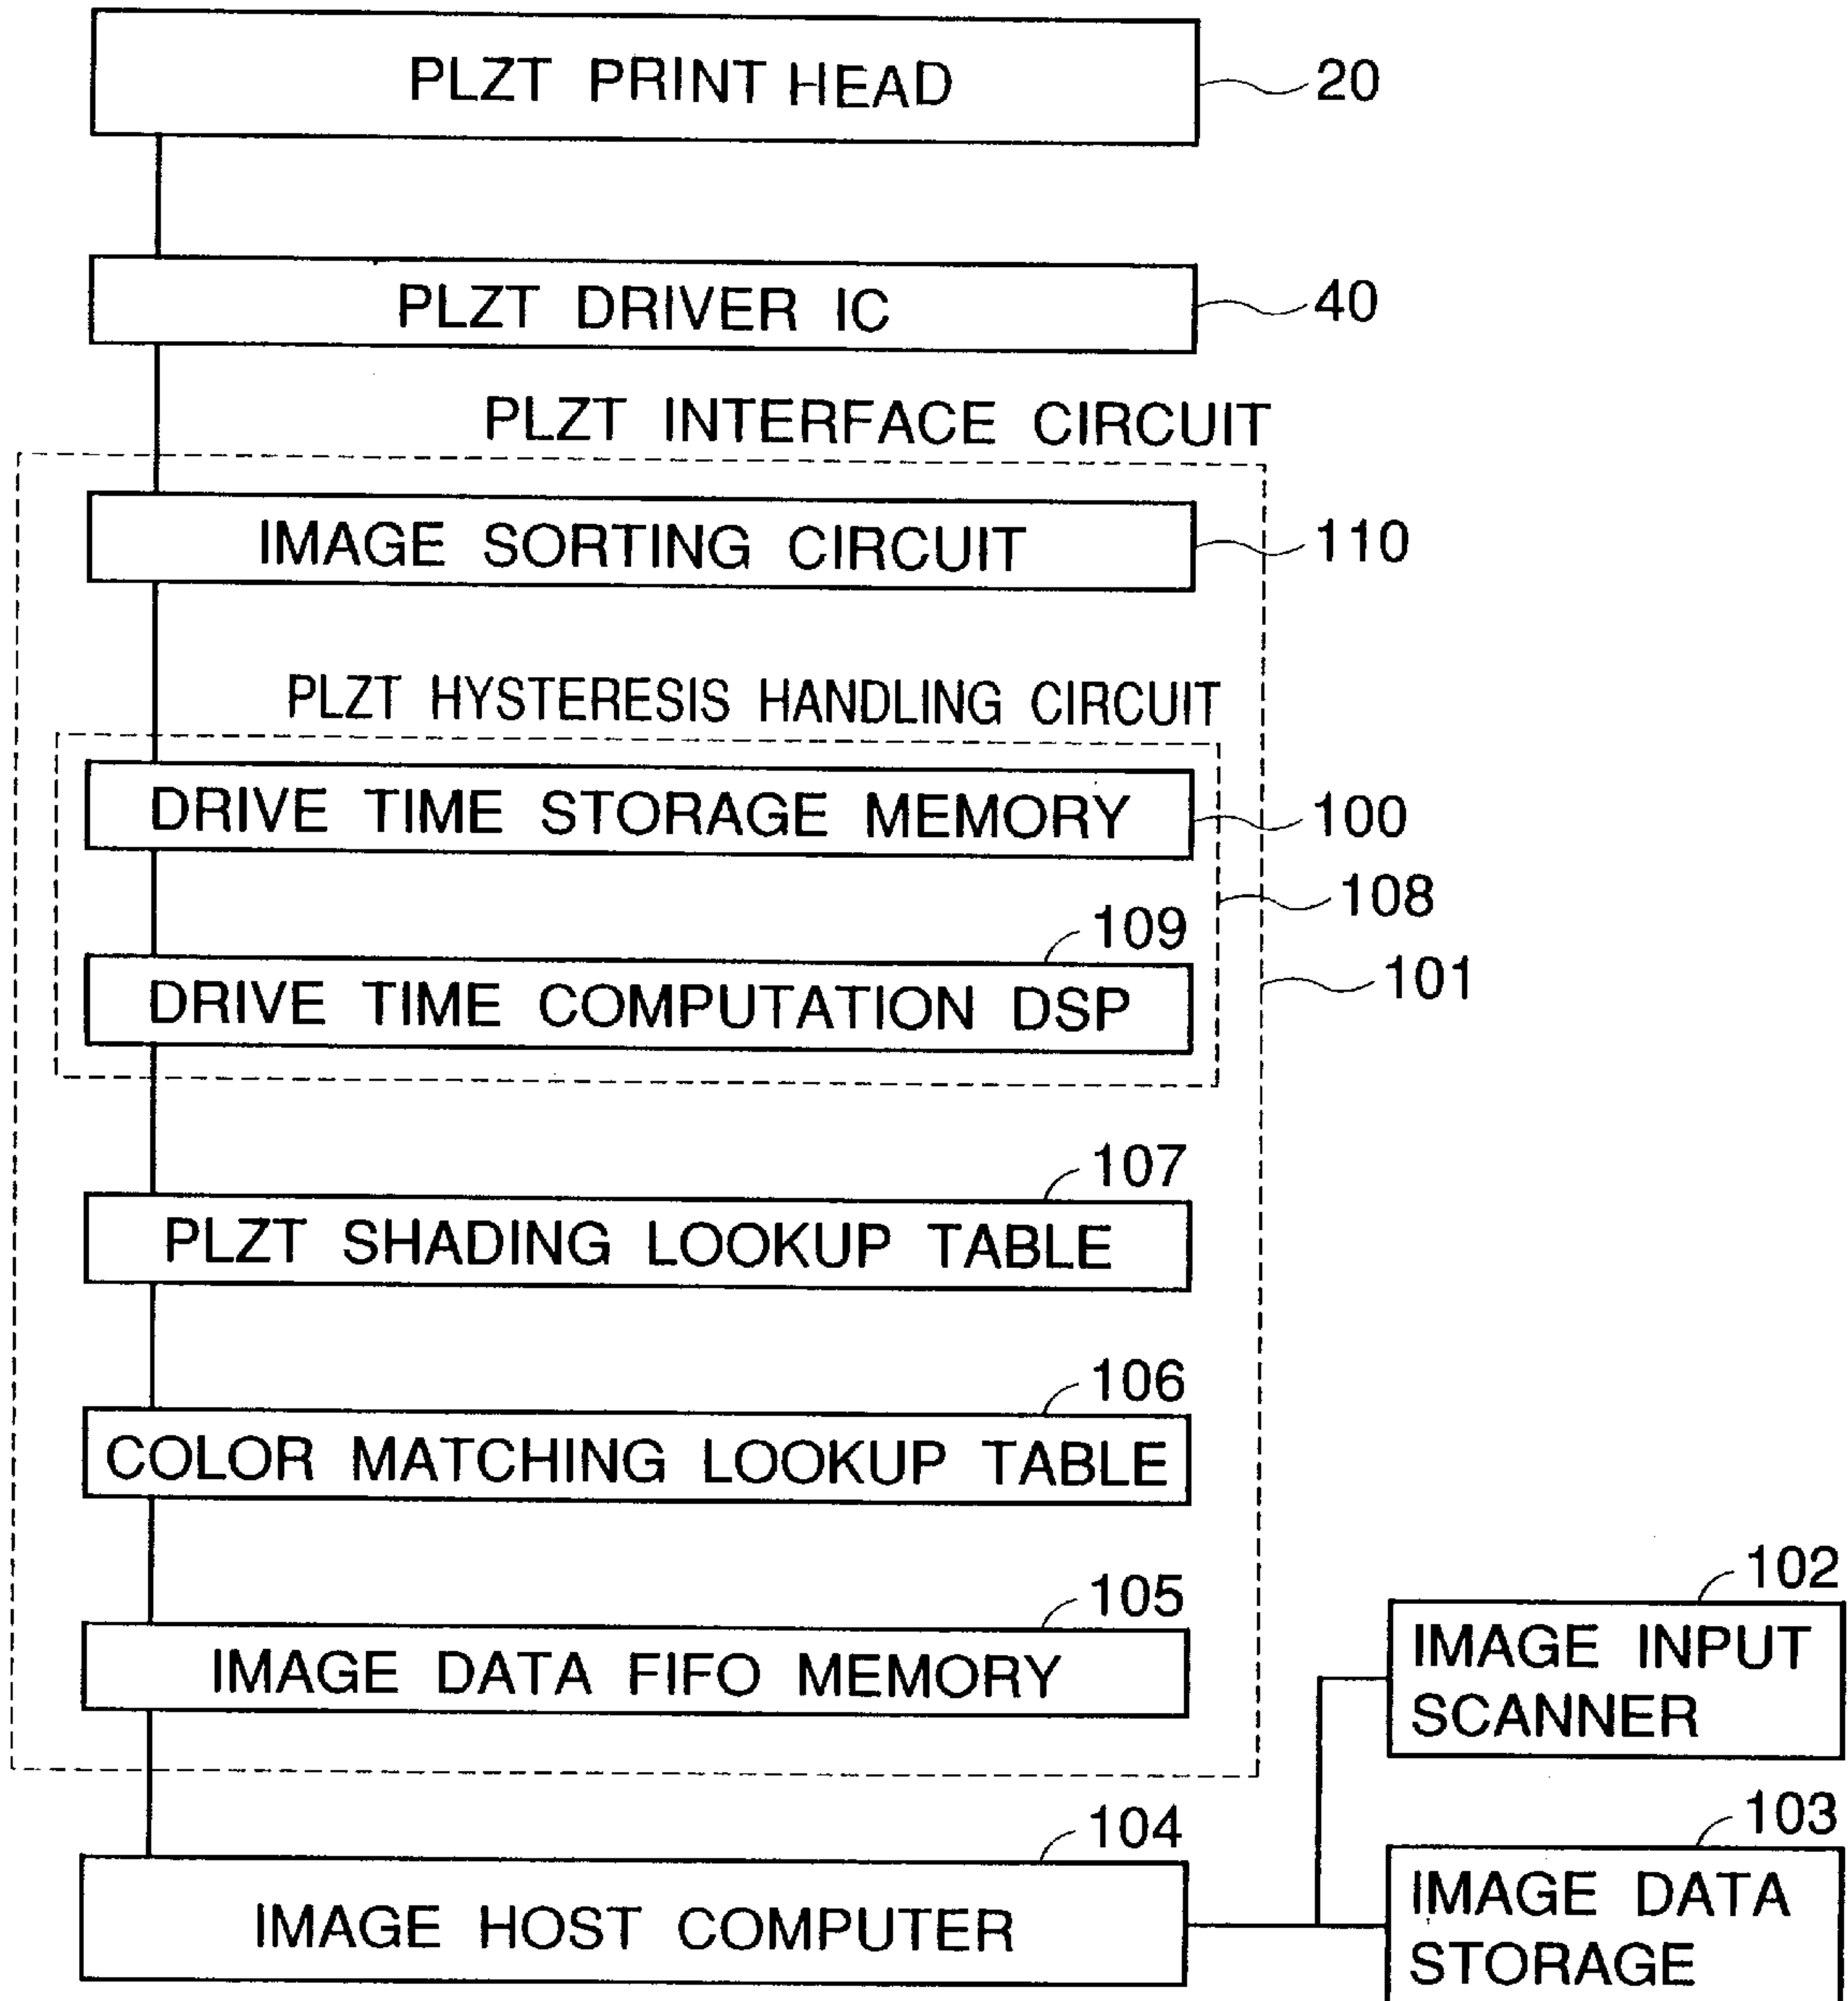 PLZT PRINT HEAD
20
PLZT DRIVER IC
40
PLZT INTERFACE CIRCUIT
IMAGE SORTING CIRCUIT
110
PLZT HYSTERESIS HANDLING CIRCUIT
DRIVE TIME STORAGE MEMORY
100
108
109
DRIVE TIME COMPUTATION DSP
101
107
PLZT SHADING LOOKUP TABLE
106
COLOR MATCHING LOOKUP TABLE
105
IMAGE DATA FIFO MEMORY
102
IMAGE INPUT
SCANNER
104
IMAGE HOST COMPUTER
103
IMAGE DATA
STORAGE